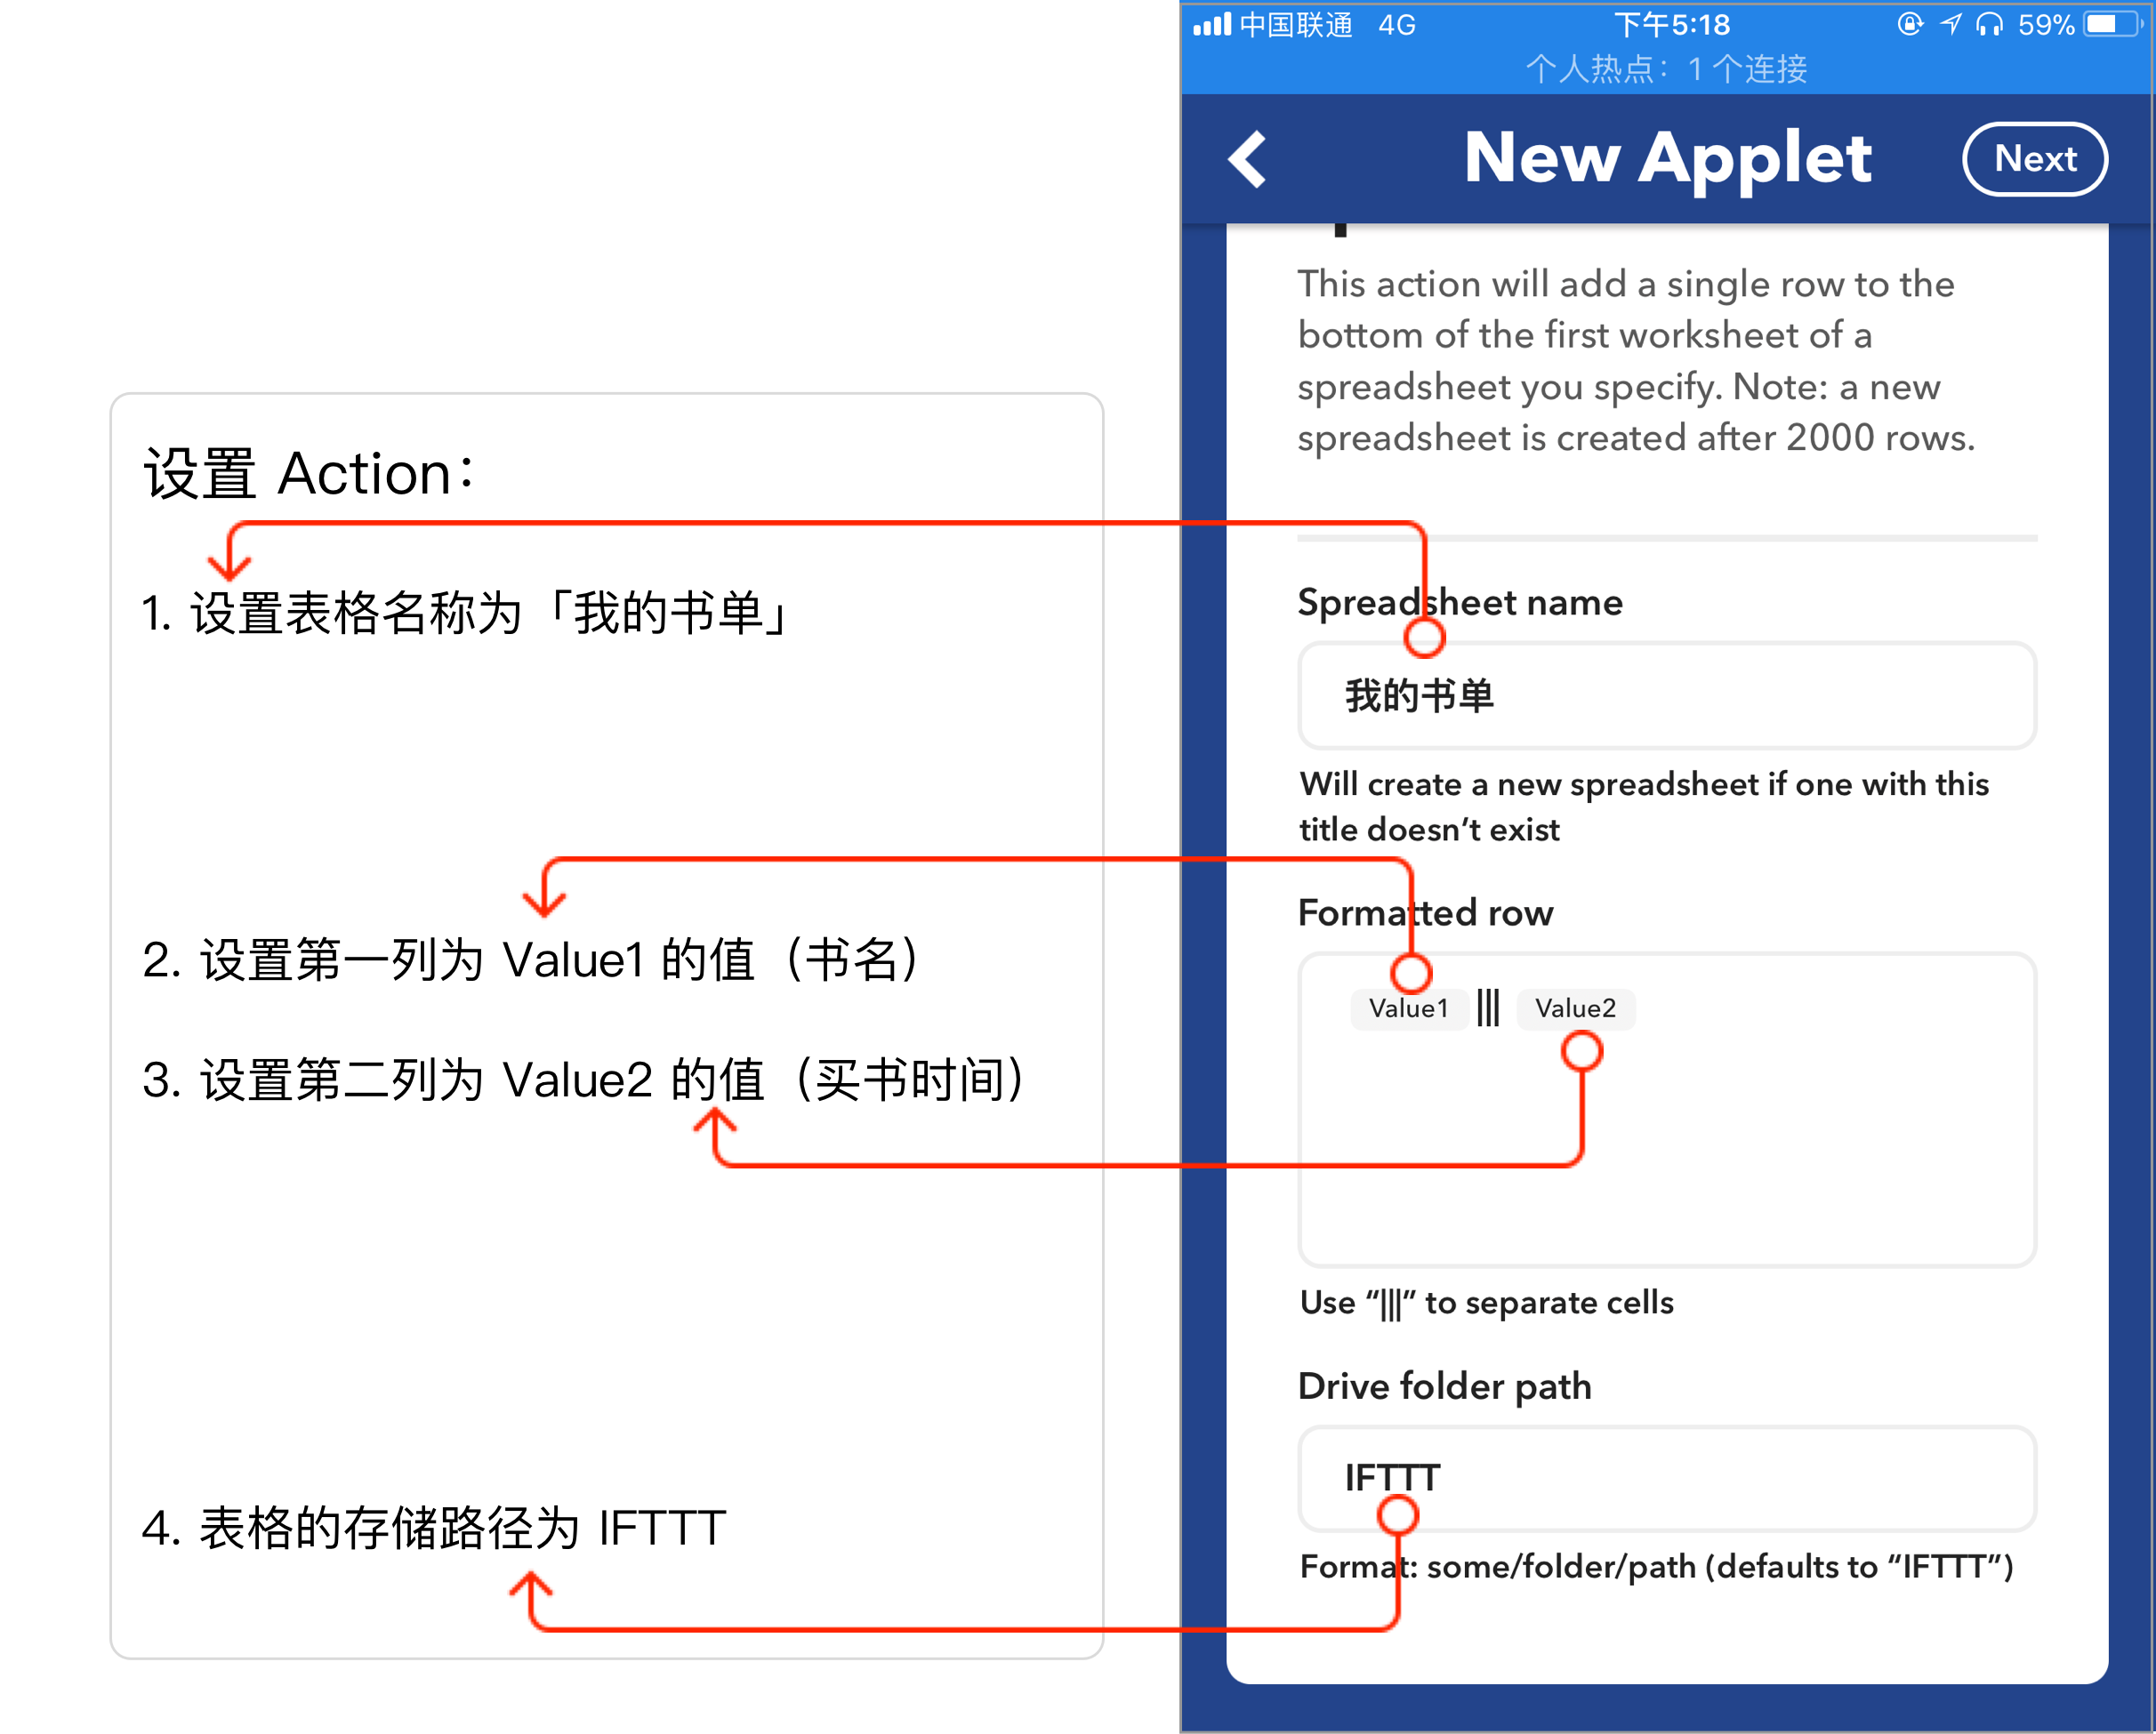 中国联通 4G 下午5:18 59%
个人热点：1 个连接
New Applet
Next
This action will add a single row to the
bottom of the first worksheet of a
spreadsheet you specify. Note: a new
spreadsheet is created after 2000 rows.
设置 Action：
1. 设置表格名称为「我的书单」
2. 设置第一列为 Value1 的值（书名）
3. 设置第二列为 Value2 的值（买书时间）
4. 表格的存储路径为 IFTTT
Spreadsheet name
我的书单
Will create a new spreadsheet if one with this
title doesn’t exist
Formatted row
Value1 ||| Value2
Use “|||” to separate cells
Drive folder path
IFTTT
Format: some/folder/path (defaults to “IFTTT”)